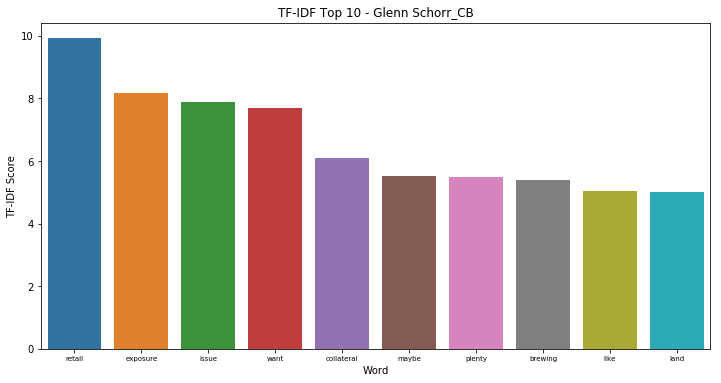 TF-IDF Top 10 - Glenn Schorr_CB
TF-IDF Score
10
8
6
4
2
0
retail exposure issue want collateral maybe plenty brewing like land
Word